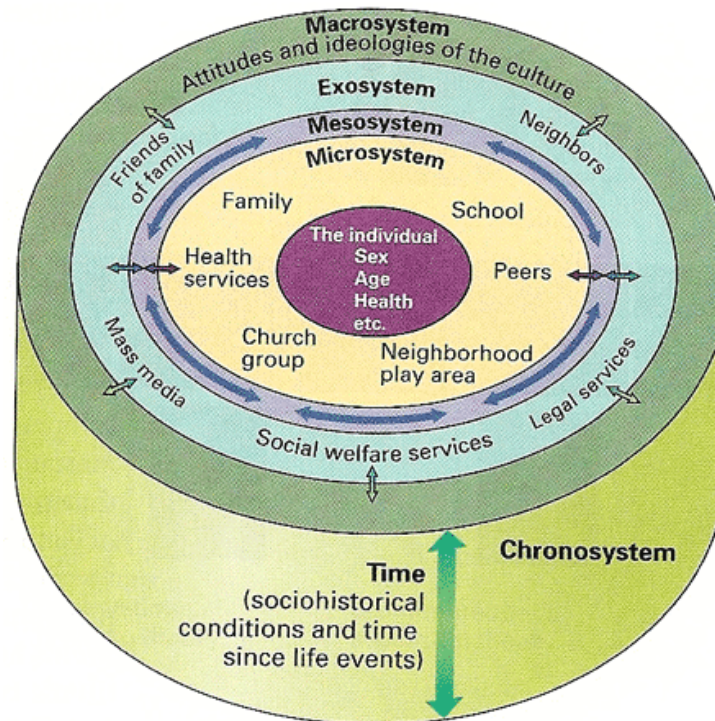 Macrosystem
Attitudes and ideologies of the culture
Exosystem
Mesosystem
Microsystem
Friends
of family
Neighbors
Family
School
The individual
Sex
Age
Health
etc.
Health
services
Peers
Church
group
Neighborhood
play area
Mass media
Legal services
Social welfare services
Chronosystem
Time
(sociohistorical
conditions and time
since life events)